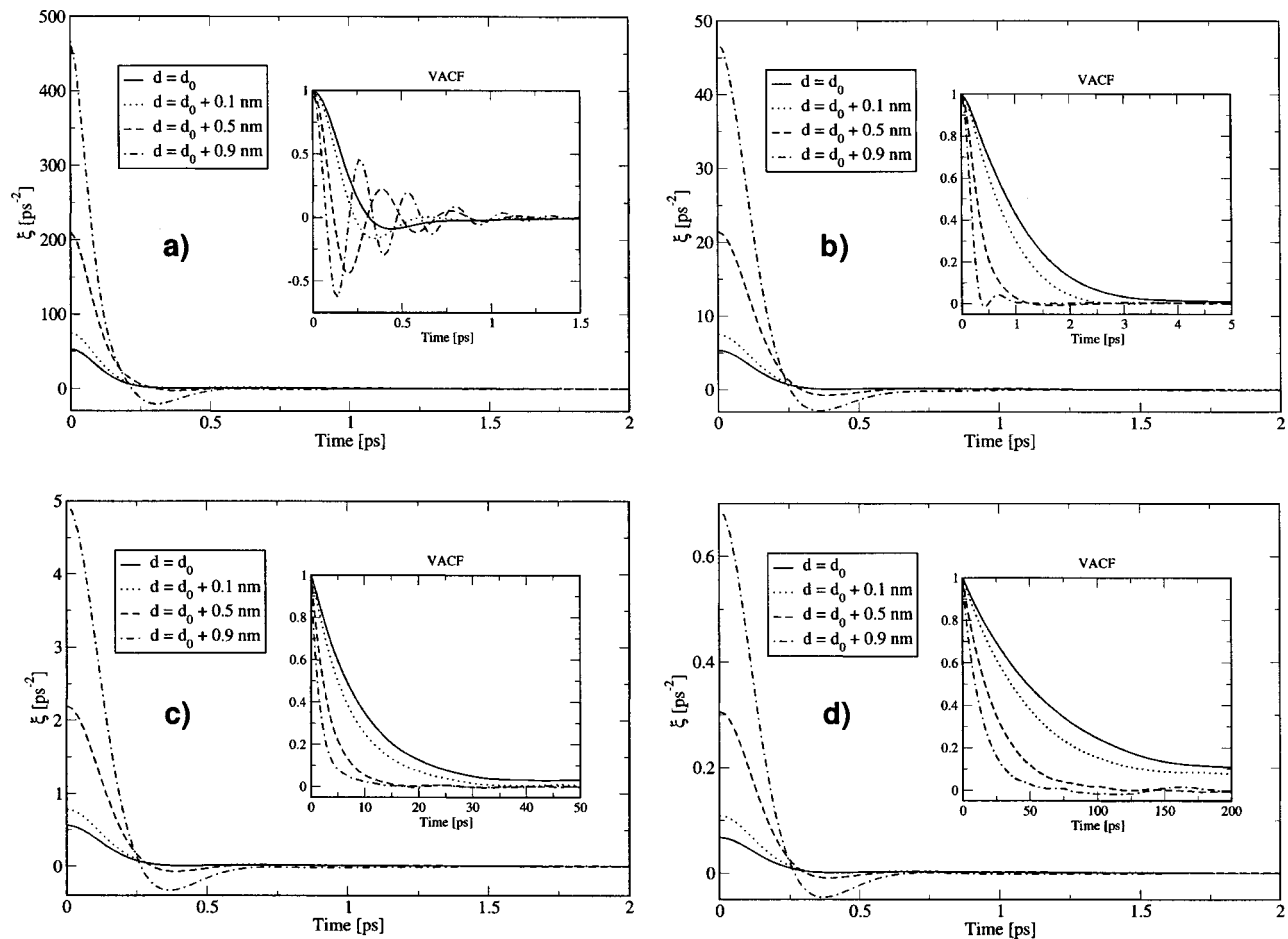 500
400
300
200
100
0
ξ [ps⁻²]
d = d₀
d = d₀ + 0.1 nm
d = d₀ + 0.5 nm
d = d₀ + 0.9 nm
a)
VACF
1
0.5
0
-0.5
0
0.5
1
1.5
Time [ps]
0
0.5
1
1.5
2
Time [ps]
50
40
30
20
10
0
ξ [ps⁻²]
d = d₀
d = d₀ + 0.1 nm
d = d₀ + 0.5 nm
d = d₀ + 0.9 nm
b)
VACF
1
0.8
0.6
0.4
0.2
0
0
1
2
3
4
5
Time [ps]
0
0.5
1
1.5
2
Time [ps]
5
4
3
2
1
0
ξ [ps⁻²]
d = d₀
d = d₀ + 0.1 nm
d = d₀ + 0.5 nm
d = d₀ + 0.9 nm
c)
VACF
1
0.8
0.6
0.4
0.2
0
0
10
20
30
40
50
Time [ps]
0
0.5
1
1.5
2
Time [ps]
0.6
0.4
0.2
0
ξ [ps⁻²]
d = d₀
d = d₀ + 0.1 nm
d = d₀ + 0.5 nm
d = d₀ + 0.9 nm
d)
VACF
1
0.8
0.6
0.4
0.2
0
0
50
100
150
200
Time [ps]
0
0.5
1
1.5
2
Time [ps]